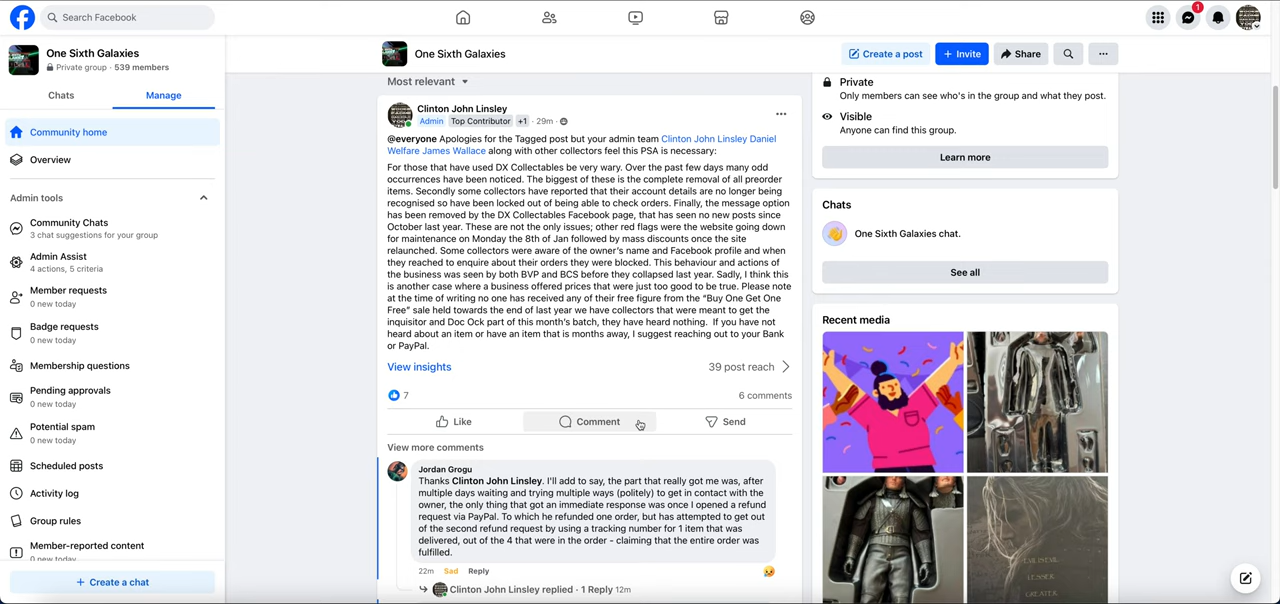 Search Facebook
1
One Sixth Galaxies
Private group · 539 members
Chats
Manage
Community home
Overview
Admin tools
Community Chats
3 chat suggestions for your group
Admin Assist
4 actions, 5 criteria
Member requests
0 new today
Badge requests
0 new today
Membership questions
Pending approvals
0 new today
Potential spam
0 new today
Scheduled posts
Activity log
Group rules
Member-reported content
0 new today
+ Create a chat
One Sixth Galaxies
Create a post
+ Invite
Share
Most relevant
Clinton John Linsley
Admin Top Contributor +1 · 29m ·
@everyone Apologies for the Tagged post but your admin team Clinton John Linsley Daniel
Welfare James Wallace along with other collectors feel this PSA is necessary:
For those that have used DX Collectables be very wary. Over the past few days many odd
occurrences have been noticed. The biggest of these is the complete removal of all preorder
items. Secondly some collectors have reported that their account details are no longer being
recognised so have been locked out of being able to check orders. Finally, the message option
has been removed by the DX Collectables Facebook page, that has seen no new posts since
October last year. These are not the only issues; other red flags were the website going down
for maintenance on Monday the 8th of Jan followed by mass discounts once the site
relaunched. Some collectors were aware of the owner's name and Facebook profile and when
they reached to enquire about their orders they were blocked. This behaviour and actions of
the business was seen by both BVP and BCS before they collapsed last year. Sadly, I think this
is another case where a business offered prices that were just too good to be true. Please note
at the time of writing no one has received any of their free figure from the "Buy One Get One
Free" sale held towards the end of last year we have collectors that were meant to get the
inquisitor and Doc Ock part of this month's batch, they have heard nothing. If you have not
heard about an item or have an item that is months away, I suggest reaching out to your Bank
or PayPal.
View insights
39 post reach
7
6 comments
Like
Comment
Send
View more comments
Jordan Grogu
Thanks Clinton John Linsley. I'll add to say, the part that really got me was, after
multiple days waiting and trying multiple ways (politely) to get in contact with the
owner, the only thing that got an immediate response was once I opened a refund
request via PayPal. To which he refunded one order, but has attempted to get out
of the second refund request by using a tracking number for 1 item that was
delivered, out of the 4 that were in the order - claiming that the entire order was
fulfilled.
22m Sad Reply
Clinton John Linsley replied · 1 Reply 12m
Private
Only members can see who's in the group and what they post.
Visible
Anyone can find this group.
Learn more
Chats
One Sixth Galaxies chat.
See all
Recent media
LESSER
GREATER